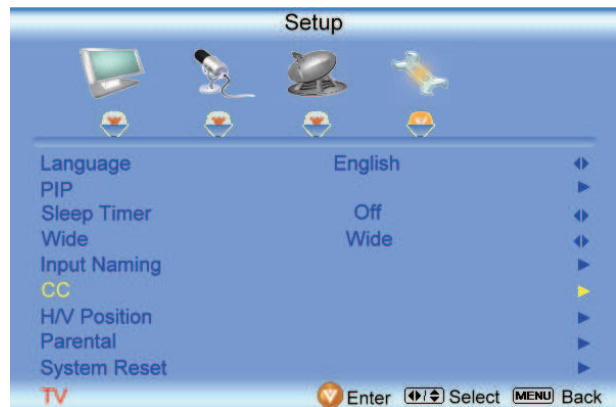 Setup
Language English
PIP
Sleep Timer Off
Wide Wide
Input Naming
CC
H/V Position
Parental
System Reset
TV Enter Select MENU Back